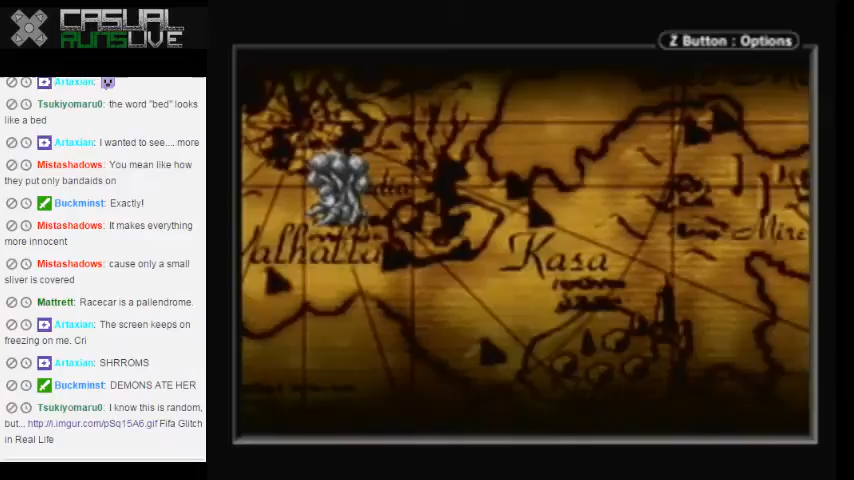 CASUAL
RUNSLIVE
Z Button : Options
Artaxian:
Tsukiyomaru0: the word "bed" looks
like a bed
Artaxian: I wanted to see.... more
Mistashadows: You mean like how
they put only bandaids on
Buckminst: Exactly!
Mistashadows: It makes everything
more innocent
Mistashadows: cause only a small
sliver is covered
Mattrett: Racecar is a pallendrome.
Artaxian: The screen keeps on
freezing on me. Cri
Artaxian: SHRROMS
Buckminst: DEMONS ATE HER
Tsukiyomaru0: I know this is random,
but... http://i.imgur.com/pSq15A6.gif Fifa Glitch
in Real Life
alhalla
Kasa
Mire